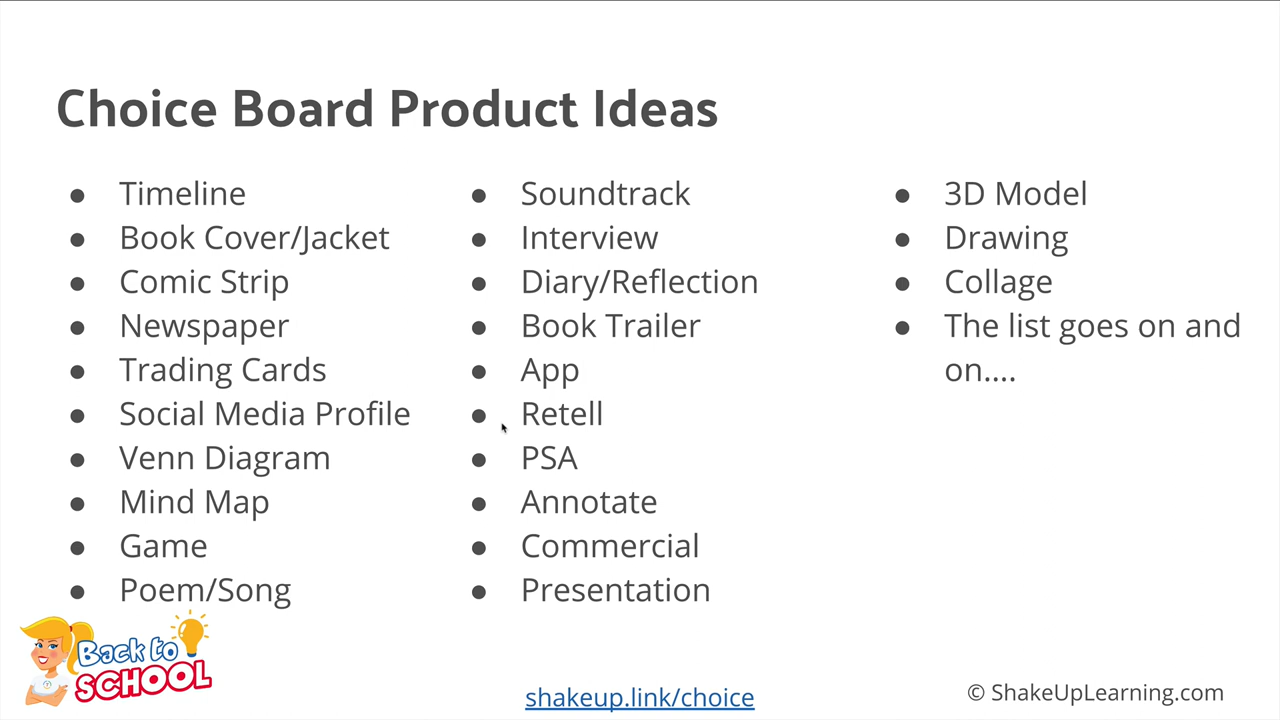 Choice Board Product Ideas
● Timeline
● Book Cover/Jacket
● Comic Strip
● Newspaper
● Trading Cards
● Social Media Profile
● Venn Diagram
● Mind Map
● Game
● Poem/Song
● Soundtrack
● Interview
● Diary/Reflection
● Book Trailer
● App
● Retell
● PSA
● Annotate
● Commercial
● Presentation
● 3D Model
● Drawing
● Collage
● The list goes on and
on....
Back to
SCHOOL
shakeup.link/choice
© ShakeUpLearning.com